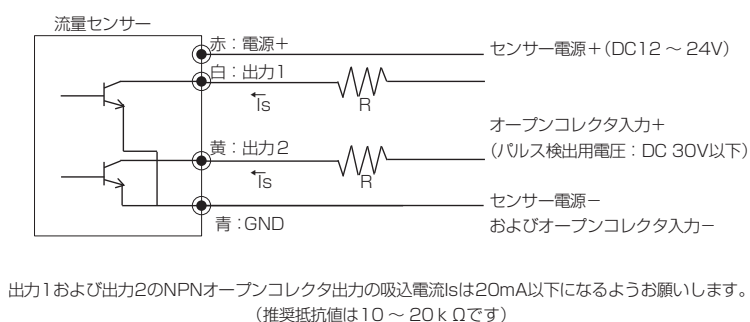 流量センサー
赤：電源＋
センサー電源＋(DC12 ～ 24V)
白：出力1
Is
R
オープンコレクタ入力＋
(パルス検出用電圧：DC 30V以下)
黄：出力2
Is
R
センサー電源－
およびオープンコレクタ入力－
青：GND
出力1および出力2のNPNオープンコレクタ出力の吸込電流Isは20mA以下になるようお願いします。
(推奨抵抗値は10 ～ 20ｋΩです)